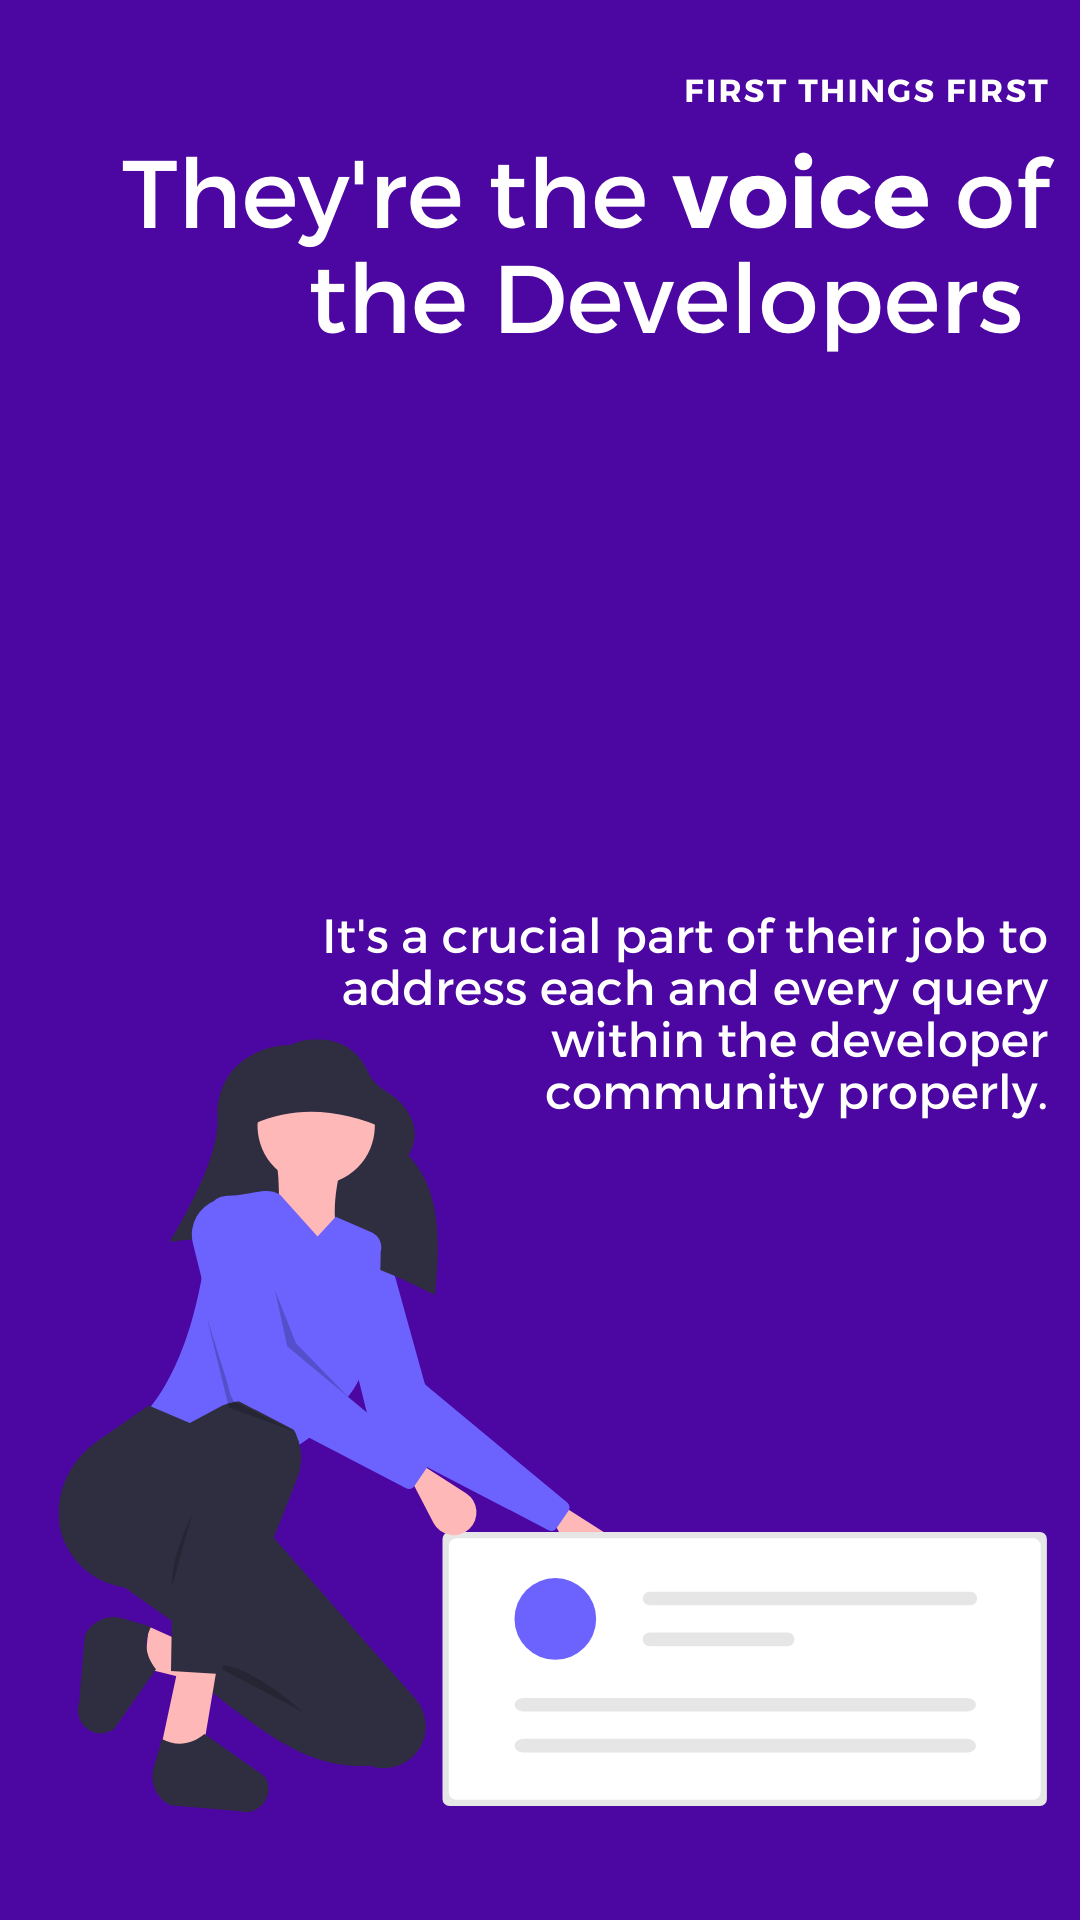 FIRST THINGS FIRST
They're the voice of
the Developers
It's a crucial part of their job to
address each and every query
within the developer
community properly.